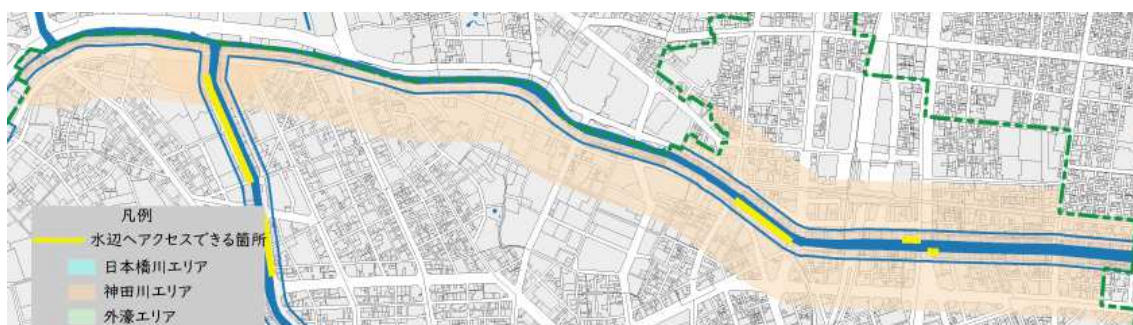 凡例
水辺へアクセスできる箇所
日本橋川エリア
神田川エリア
外濠エリア